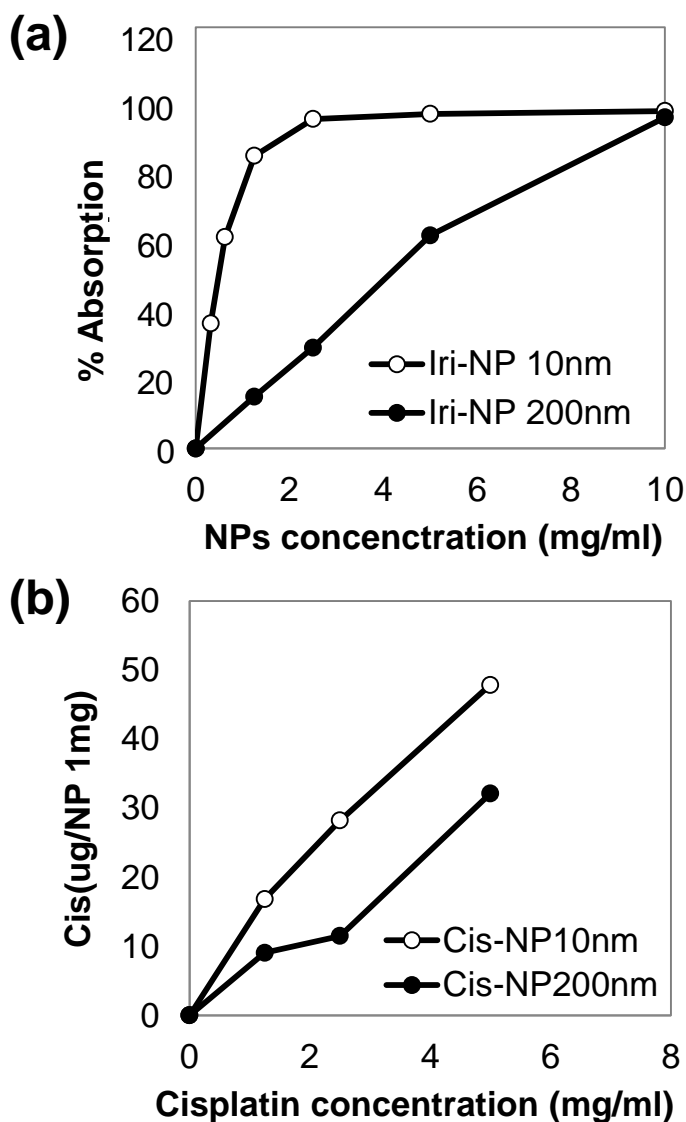 (a)
120
100
80
60
40
20
0
% Absorption
Iri-NP 10nm
Iri-NP 200nm
0 2 4 6 8 10
NPs concenctration (mg/ml)
(b)
60
50
40
30
20
10
0
Cis(ug/NP 1mg)
Cis-NP10nm
Cis-NP200nm
0 2 4 6 8
Cisplatin concentration (mg/ml)